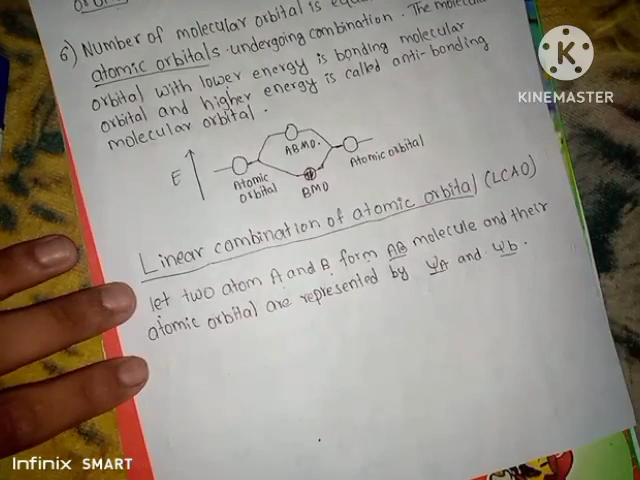 6) Number of molecular orbital is
atomic orbitals undergoing combination. The
orbital with lower energy is bonding molecular
orbital and higher energy is called anti-bonding
molecular orbital.
E
Atomic orbital
ABMO.
BMO
Atomic orbital
Linear combination of atomic orbital (LCAO)
let two atom A and B form AB molecule and their
atomic orbital are represented by ΨA and Ψb.
KINEMASTER
Infinix SMART